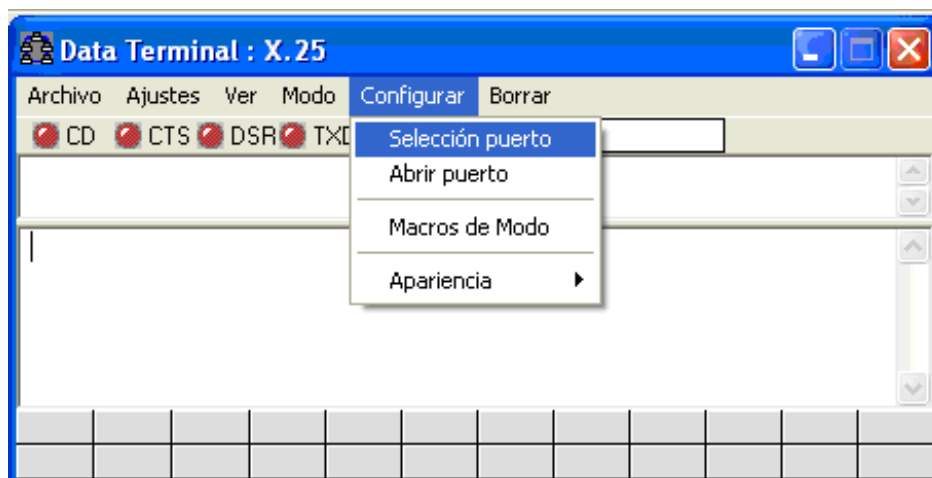 Data Terminal : X.25
Archivo Ajustes Ver Modo Configurar Borrar
CD CTS DSR TXD
Selección puerto
Abrir puerto
Macros de Modo
Apariencia